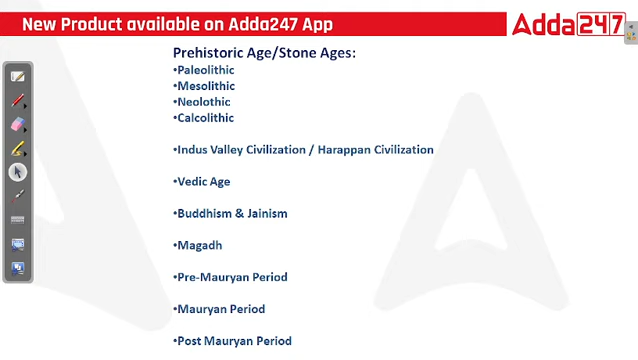 New Product available on Adda247 App
Adda247
Prehistoric Age/Stone Ages:
•Paleolithic
•Mesolithic
•Neolothic
•Calcolithic
•Indus Valley Civilization / Harappan Civilization
•Vedic Age
•Buddhism & Jainism
•Magadh
•Pre-Mauryan Period
•Mauryan Period
•Post Mauryan Period